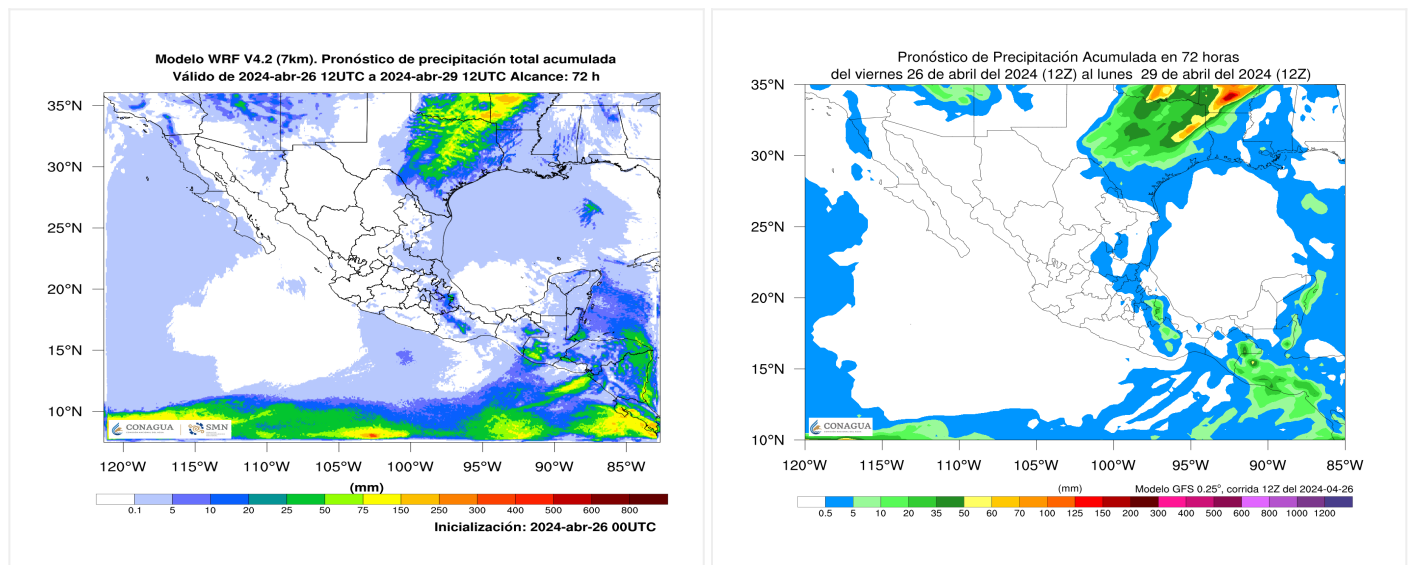 Modelo WRF V4.2 (7km). Pronóstico de precipitación total acumulada
Válido de 2024-abr-26 12UTC a 2024-abr-29 12UTC Alcance: 72 h
35°N
30°N
25°N
20°N
15°N
10°N
CONAGUA
SMN
120°W 115°W 110°W 105°W 100°W 95°W 90°W 85°W
(mm)
0.1 5 10 20 25 50 75 150 250 300 400 500 600 800
Inicialización: 2024-abr-26 00UTC
Pronóstico de Precipitación Acumulada en 72 horas
del viernes 26 de abril del 2024 (12Z) al lunes 29 de abril del 2024 (12Z)
35°N
30°N
25°N
20°N
15°N
10°N
CONAGUA
120°W 115°W 110°W 105°W 100°W 95°W 90°W 85°W
(mm) Modelo GFS 0.25°, corrida 12Z del 2024-04-26
0.5 5 10 20 35 50 60 70 100 125 150 200 300 400 500 600 800 1000 1200